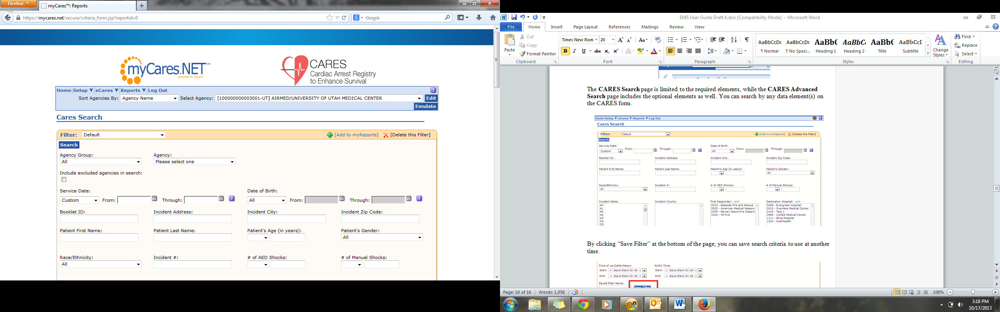 Firefox
myCares™: Reports
https://mycares.net/secure/criteria_form.jsp?reportid=0
Google
myCares.NET™
powered by Sansio
CARES
Cardiac Arrest Registry
to Enhance Survival
Home Setup eCares Reports Log Out
Sort Agencies By: Agency Name Select Agency: [100000000003001-UT] AIRMED/UNIVERSITY OF UTAH MEDICAL CENTER Edit
Emulate
Cares Search
Filter: Default [Add to myReports] [Delete this Filter]
Search
Agency Group: Agency:
All Please select one
Include excluded agencies in search:
Service Date: Date of Birth:
Custom From: Through: All From: Through:
Booklet ID: Incident Address: Incident City: Incident Zip Code:
Patient First Name: Patient Last Name: Patient's Age (in years): Patient's Gender:
All
Race/Ethnicity: Incident #: # of AED Shocks: # of Manual Shocks:
All
EMS User Guide Draft 4.doc [Compatibility Mode] - Microsoft Word
File Home Insert Page Layout References Mailings Review View
Paste Cut Copy Format Painter
Clipboard
Times New Rom 20
Font
Paragraph
AaBbCcDc AaBbCcDc AaBbC AaBbCc AaBbC AaBbCcI
¶ Normal ¶ No Spaci... Heading 1 Heading 2 Title Subtitle
Change Styles
Styles
Find
Replace
Select
Editing
The CARES Search page is limited to the required elements, while the CARES Advanced
Search page includes the optional elements as well. You can search by any data element(s) on
the CARES form.
Home Setup eCares Reports Log Out
Cares Search
Filter: Default [Add to myReports] [Delete this Filter]
Search
Service Date: Date of Birth:
Custom From: Through: All From: Through:
Booklet ID: Incident Address: Incident City: Incident Zip Code:
Patient First Name: Patient Last Name: Patient's Age (in years): Patient's Gender:
All
Race/Ethnicity: Incident #: # of AED Shocks: # of Manual Shocks:
All
Incident State: Incident County: First Responder: sort Destination Hospital: sort
AK 0010 - Eastside Fire and Rescue 0008 - Evergreen Hospital
AL 0052 - American Medical Respon 0018 - Overlake Medical Center
AR 0059 - Mercer Island Fire Depart 0100 - Test 1
AS 0345 - TH Fire 0999 - CARES Medical Center
AZ 1111 - Bling Hospital
CA 1234 - ScanHealth
CO
By clicking “Save Filter” at the bottom of the page, you can save search criteria to use at another
time.
Time of 1st Defibrillation: ROSC Time:
Start: <- leave blank for all -> Start: <- leave blank for all ->
End: <- leave blank for all -> End: <- leave blank for all ->
Saved Filter Name:
Save Filter
Page: 10 of 16 Words: 1,058 100%
3:18 PM
10/17/2013